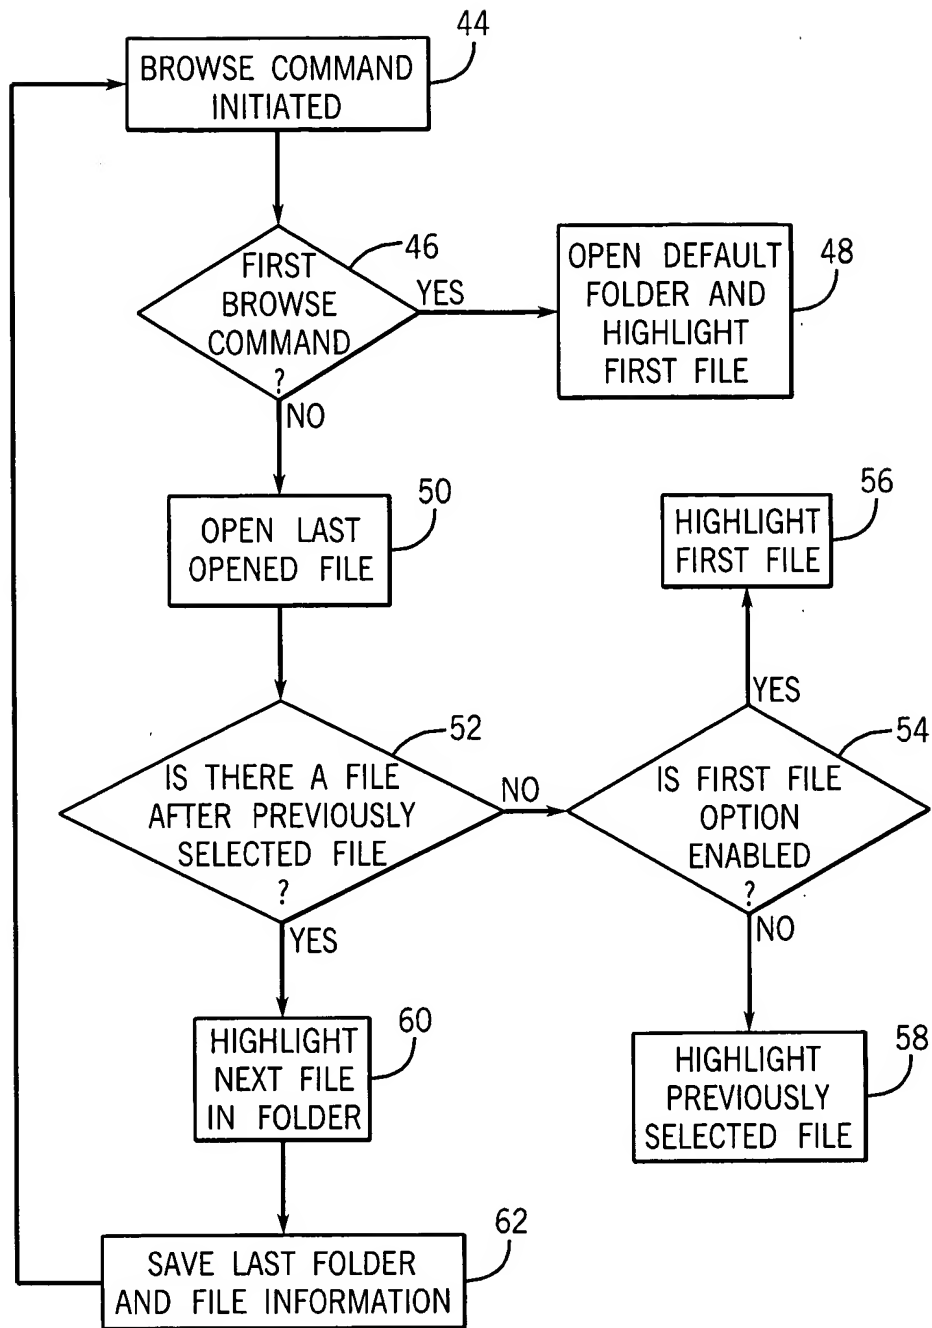 44
BROWSE COMMAND
INITIATED
46
FIRST
BROWSE
COMMAND
?
YES
NO
48
OPEN DEFAULT
FOLDER AND
HIGHLIGHT
FIRST FILE
50
OPEN LAST
OPENED FILE
56
HIGHLIGHT
FIRST FILE
52
IS THERE A FILE
AFTER PREVIOUSLY
SELECTED FILE
?
NO
YES
54
IS FIRST FILE
OPTION
ENABLED
?
YES
NO
60
HIGHLIGHT
NEXT FILE
IN FOLDER
58
HIGHLIGHT
PREVIOUSLY
SELECTED FILE
62
SAVE LAST FOLDER
AND FILE INFORMATION